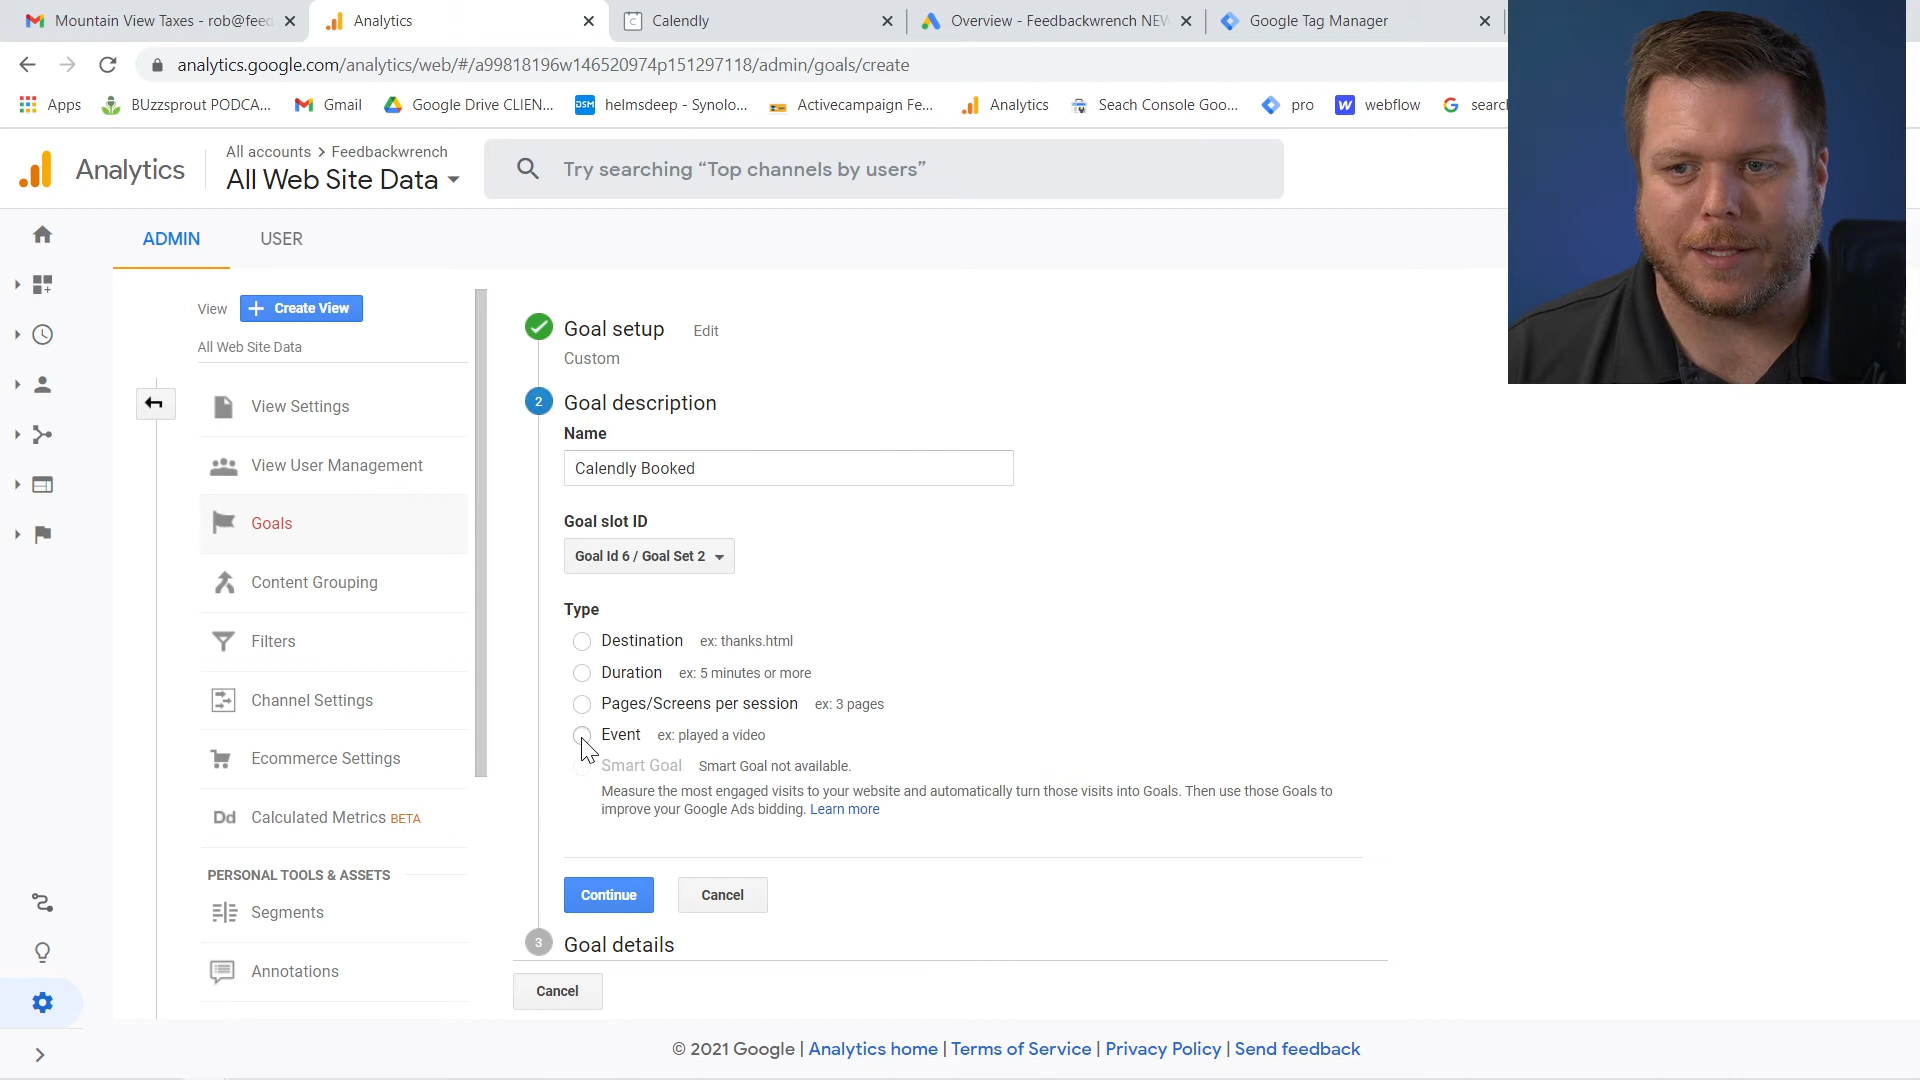 Mountain View Taxes - rob@feed
Analytics
Calendly
Overview - Feedbackwrench NEW
Google Tag Manager
analytics.google.com/analytics/web/#/a99818196w146520974p151297118/admin/goals/create
Apps
BUzzsprout PODCA...
Gmail
Google Drive CLIEN...
DSM
helmsdeep - Synolo...
Activecampaign Fe...
Analytics
Seach Console Goo...
pro
W
webflow
G
Analytics
All accounts > Feedbackwrench
All Web Site Data
Try searching “Top channels by users”
ADMIN
USER
View
+ Create View
All Web Site Data
View Settings
View User Management
Goals
Content Grouping
Filters
Channel Settings
Ecommerce Settings
Dd Calculated Metrics BETA
PERSONAL TOOLS & ASSETS
Segments
Annotations
Goal setup Edit
Custom
2 Goal description
Name
Calendly Booked
Goal slot ID
Goal Id 6 / Goal Set 2
Type
Destination ex: thanks.html
Duration ex: 5 minutes or more
Pages/Screens per session ex: 3 pages
Event ex: played a video
Smart Goal Smart Goal not available.
Measure the most engaged visits to your website and automatically turn those visits into Goals. Then use those Goals to
improve your Google Ads bidding. Learn more
Continue
Cancel
3 Goal details
Cancel
© 2021 Google | Analytics home | Terms of Service | Privacy Policy | Send feedback